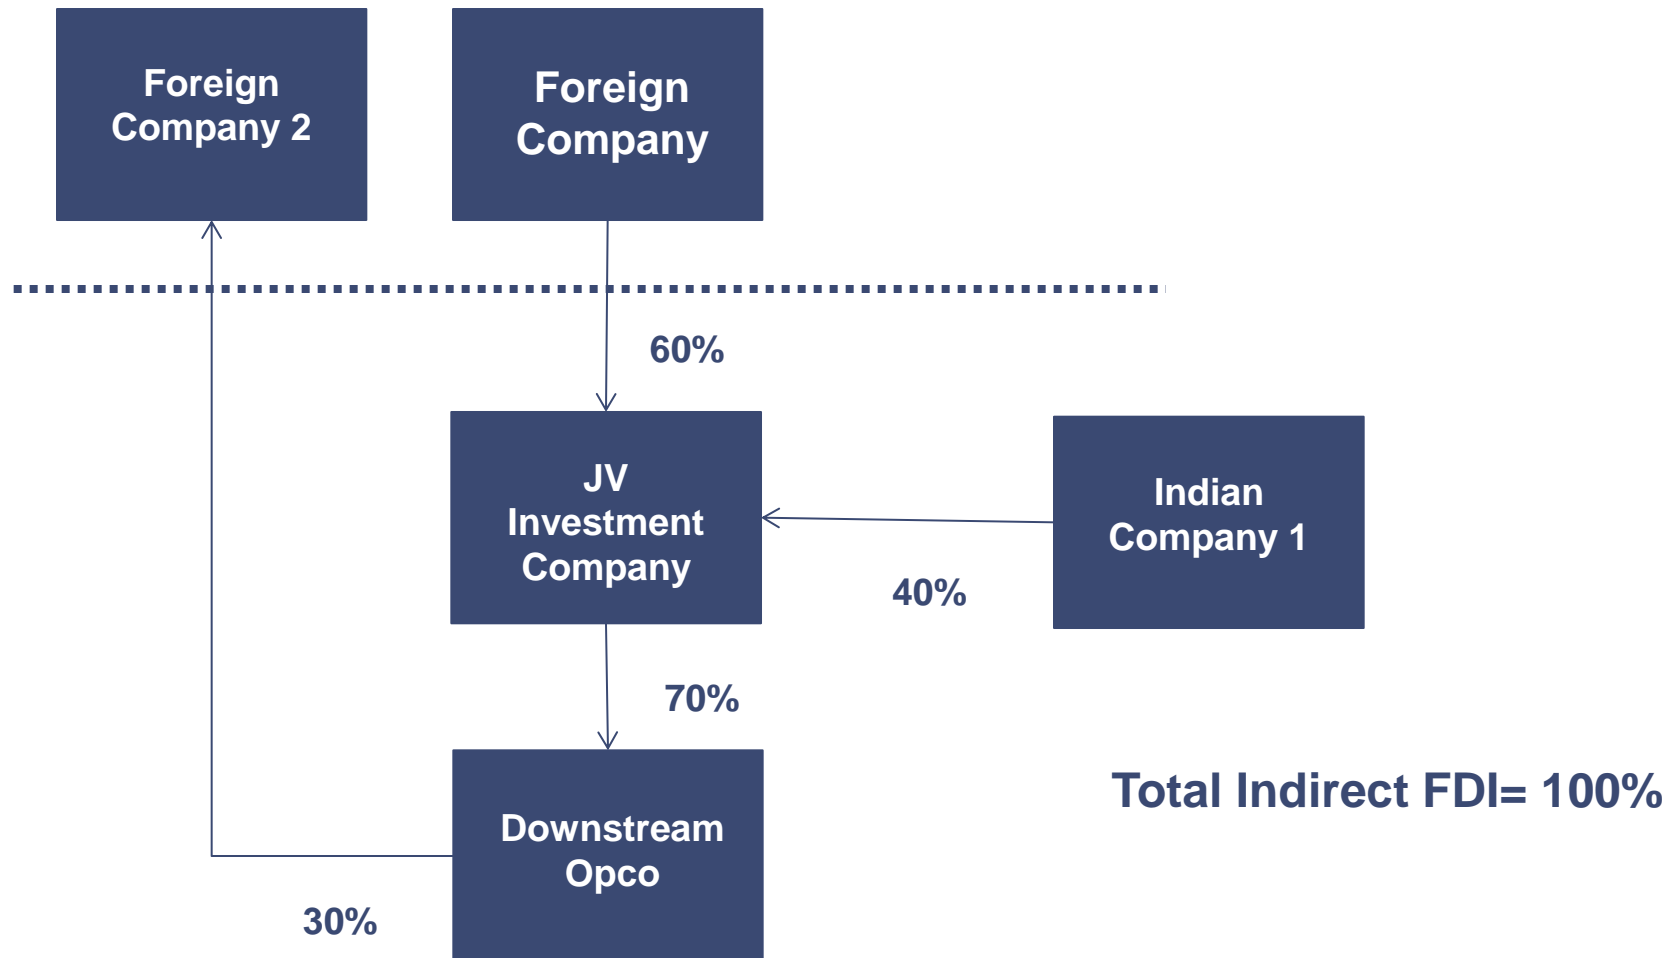 Foreign
Company 2
Foreign
Company
60%
JV
Investment
Company
Indian
Company 1
40%
70%
Total Indirect FDI= 100%
Downstream
Opco
30%